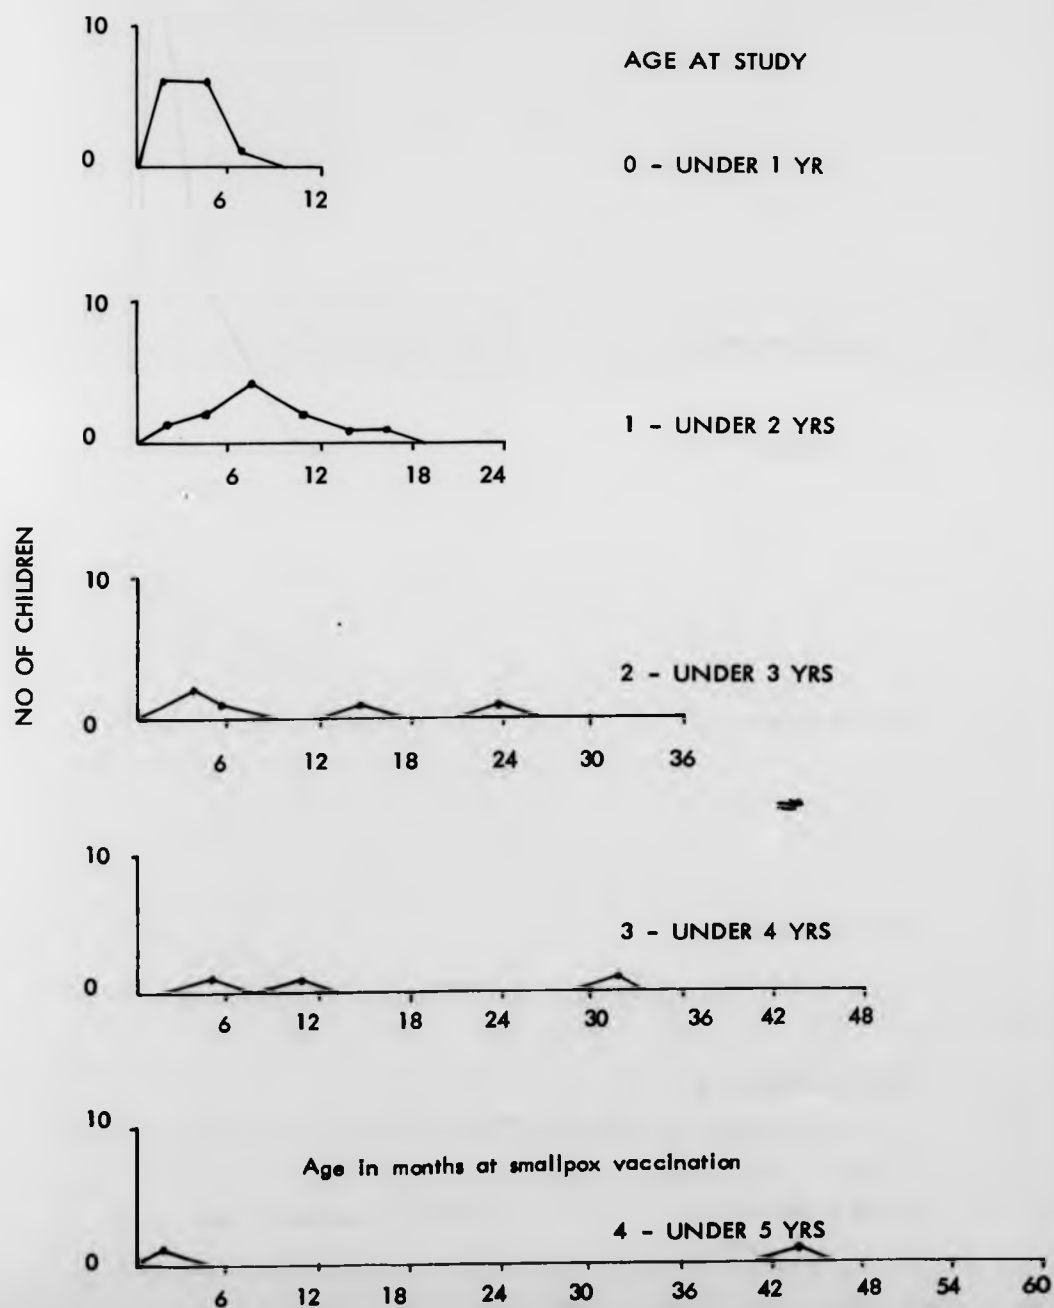 NO OF CHILDREN
10
AGE AT STUDY
0
0 - UNDER 1 YR
6 12
10
0
1 - UNDER 2 YRS
6 12 18 24
10
2 - UNDER 3 YRS
0
6 12 18 24 30 36
10
3 - UNDER 4 YRS
0
6 12 18 24 30 36 42 48
10
Age in months at smallpox vaccination
4 - UNDER 5 YRS
0
6 12 18 24 30 36 42 48 54 60